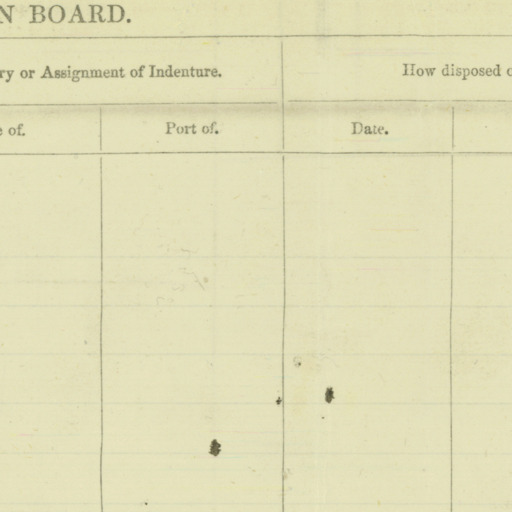 N BOARD.
ry or Assignment of Indenture. How disposed o
e of. Port of. Date.